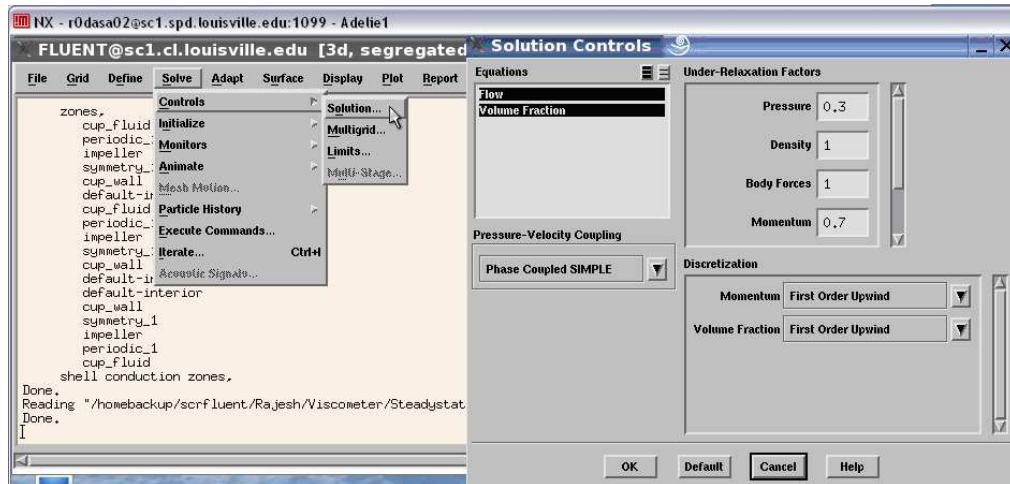 NX - r0dasa02@sc1.spd.louisville.edu:1099 - Adelie1
FLUENT@sc1.cl.louisville.edu [3d, segregated
File Grid Define Solve Adapt Surface Display Plot Report
Controls
Initialize
Monitors
Animate
Mesh Motion...
Particle History
Execute Commands...
Iterate... Ctrl+I
Acoustic Signals...
Solution...
Multigrid...
Limits...
Multi-Stage...
zones,
cup_fluid
periodic_
impeller
symmetry_
cup_wall
default-in
cup_fluid
periodic_
impeller
symmetry_
cup_wall
default-in
default-interior
cup_wall
symmetry_1
impeller
periodic_1
cup_fluid
shell conduction zones,
Done.
Reading "/homebackup/scrfluent/Rajesh/Viscometer/Steadystat
Done.
Solution Controls
Equations
Flow
Volume Fraction
Pressure-Velocity Coupling
Phase Coupled SIMPLE
Under-Relaxation Factors
Pressure 0.3
Density 1
Body Forces 1
Momentum 0.7
Discretization
Momentum First Order Upwind
Volume Fraction First Order Upwind
OK Default Cancel Help